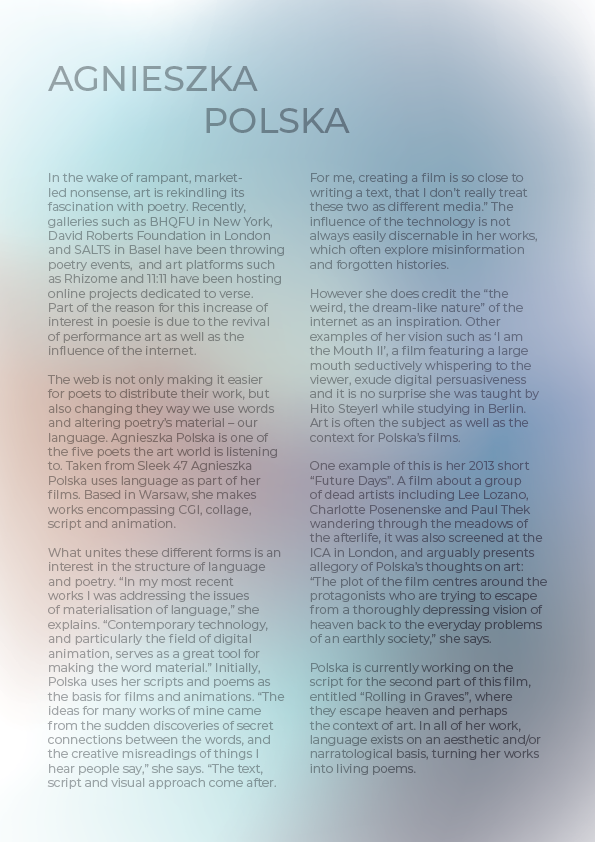 AGNIESZKA
POLSKA
In the wake of rampant, market-
led nonsense, art is rekindling its
fascination with poetry. Recently,
galleries such as BHQFU in New York,
David Roberts Foundation in London
and SALTS in Basel have been throwing
poetry events,  and art platforms such
as Rhizome and 11:11 have been hosting
online projects dedicated to verse.
Part of the reason for this increase of
interest in poesie is due to the revival
of performance art as well as the
influence of the internet.

The web is not only making it easier
for poets to distribute their work, but
also changing they way we use words
and altering poetry’s material – our
language. Agnieszka Polska is one of
the five poets the art world is listening
to. Taken from Sleek 47 Agnieszka
Polska uses language as part of her
films. Based in Warsaw, she makes
works encompassing CGI, collage,
script and animation.

What unites these different forms is an
interest in the structure of language
and poetry. “In my most recent
works I was addressing the issues
of materialisation of language,” she
explains. “Contemporary technology,
and particularly the field of digital
animation, serves as a great tool for
making the word material.” Initially,
Polska uses her scripts and poems as
the basis for films and animations. “The
ideas for many works of mine came
from the sudden discoveries of secret
connections between the words, and
the creative misreadings of things I
hear people say,” she says. “The text,
script and visual approach come after.
For me, creating a film is so close to
writing a text, that I don’t really treat
these two as different media.” The
influence of the technology is not
always easily discernable in her works,
which often explore misinformation
and forgotten histories.

However she does credit the “the
weird, the dream-like nature” of the
internet as an inspiration. Other
examples of her vision such as ‘I am
the Mouth II’, a film featuring a large
mouth seductively whispering to the
viewer, exude digital persuasiveness
and it is no surprise she was taught by
Hito Steyerl while studying in Berlin.
Art is often the subject as well as the
context for Polska’s films.

One example of this is her 2013 short
“Future Days”. A film about a group
of dead artists including Lee Lozano,
Charlotte Posenenske and Paul Thek
wandering through the meadows of
the afterlife, it was also screened at the
ICA in London, and arguably presents
allegory of Polska’s thoughts on art:
“The plot of the film centres around the
protagonists who are trying to escape
from a thoroughly depressing vision of
heaven back to the everyday problems
of an earthly society,” she says.

Polska is currently working on the
script for the second part of this film,
entitled “Rolling in Graves”, where
they escape heaven and perhaps
the context of art. In all of her work,
language exists on an aesthetic and/or
narratological basis, turning her works
into living poems.